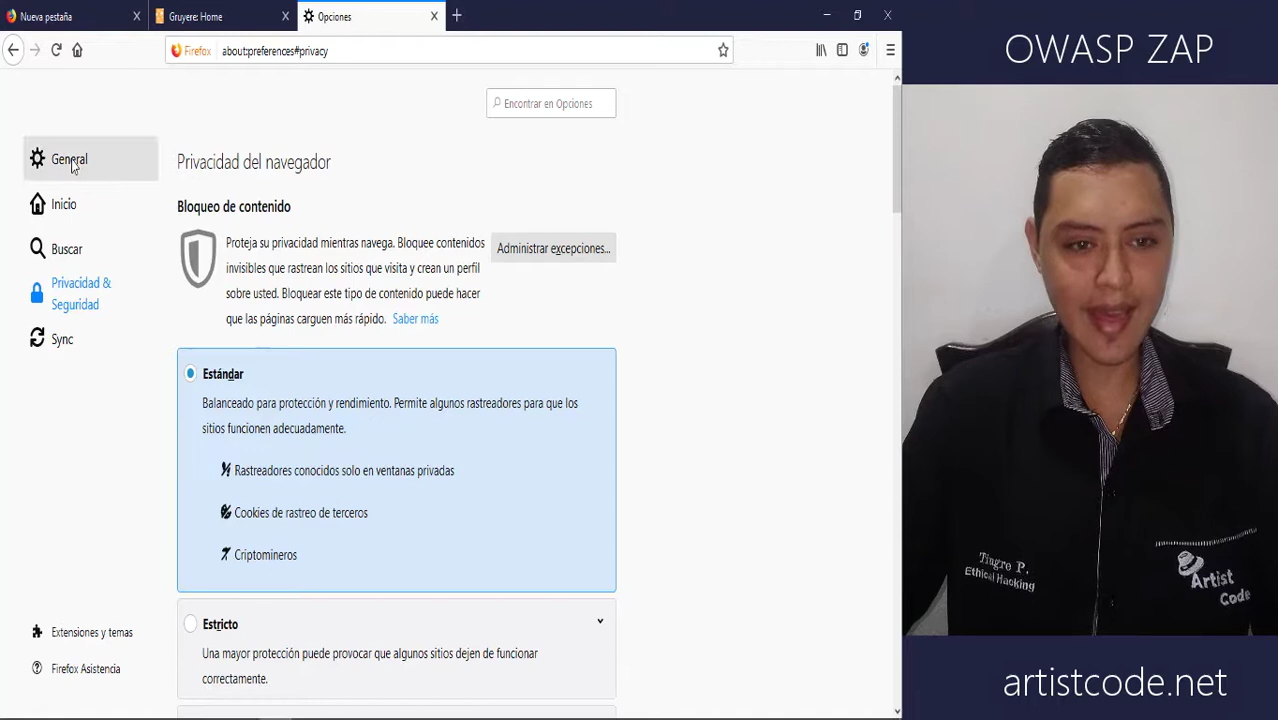 Nueva pestaña
Gruyere: Home
Opciones
Firefox
about:preferences#privacy
Encontrar en Opciones
General
Inicio
Buscar
Privacidad &
Seguridad
Sync
Extensiones y temas
Firefox Asistencia
Privacidad del navegador
Bloqueo de contenido
Proteja su privacidad mientras navega. Bloquee contenidos
invisibles que rastrean los sitios que visita y crean un perfil
sobre usted. Bloquear este tipo de contenido puede hacer
que las páginas carguen más rápido. Saber más
Administrar excepciones...
Estándar
Balanceado para protección y rendimiento. Permite algunos rastreadores para que los
sitios funcionen adecuadamente.
Rastreadores conocidos solo en ventanas privadas
Cookies de rastreo de terceros
Criptomineros
Estricto
Una mayor protección puede provocar que algunos sitios dejen de funcionar
correctamente.
OWASP ZAP
Tingre P.
Ethical Hacking
Artist
Code
artistcode.net